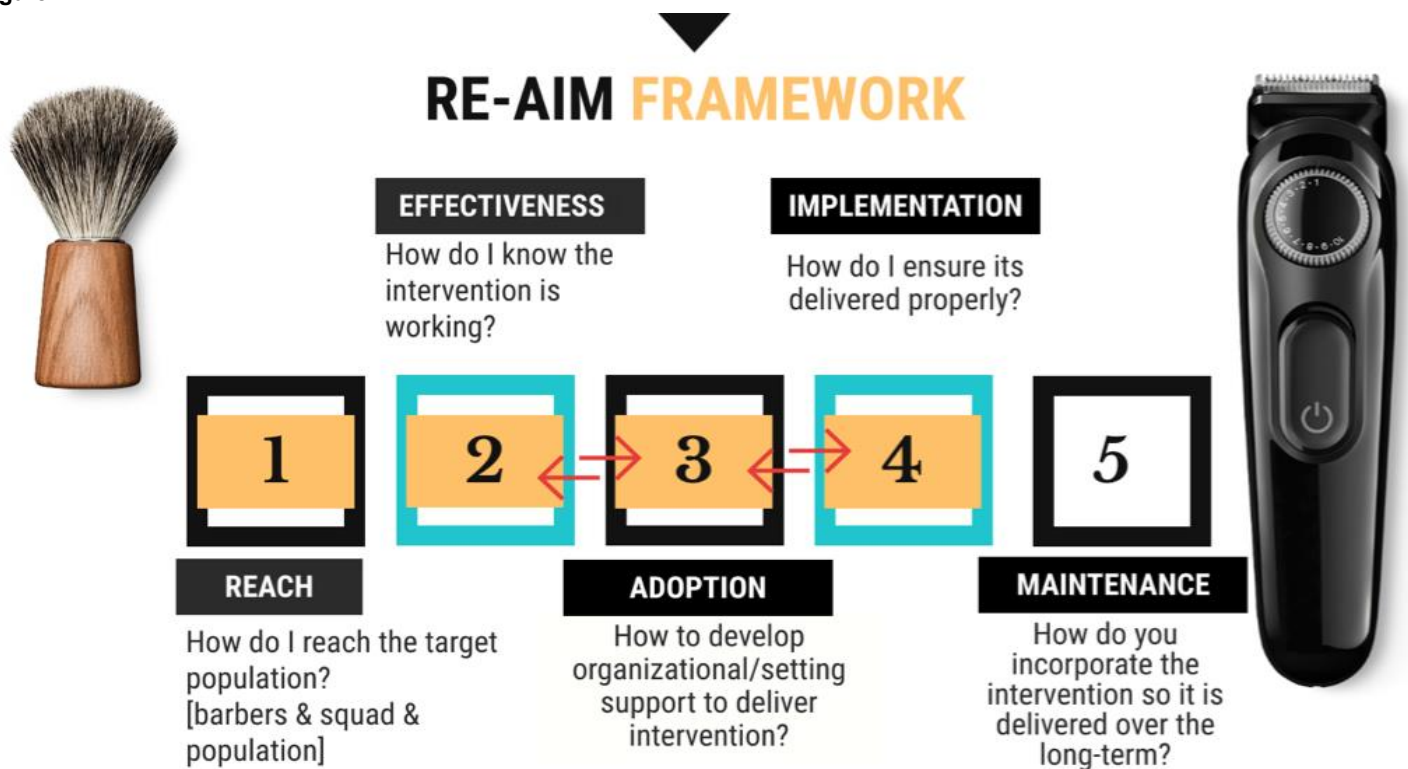 RE-AIM FRAMEWORK
EFFECTIVENESS
How do I know the
intervention is
working?
IMPLEMENTATION
How do I ensure its
delivered properly?
1
2
3
4
5
REACH
How do I reach the target
population?
[barbers & squad &
population]
ADOPTION
How to develop
organizational/setting
support to deliver
intervention?
MAINTENANCE
How do you
incorporate the
intervention so it is
delivered over the
long-term?